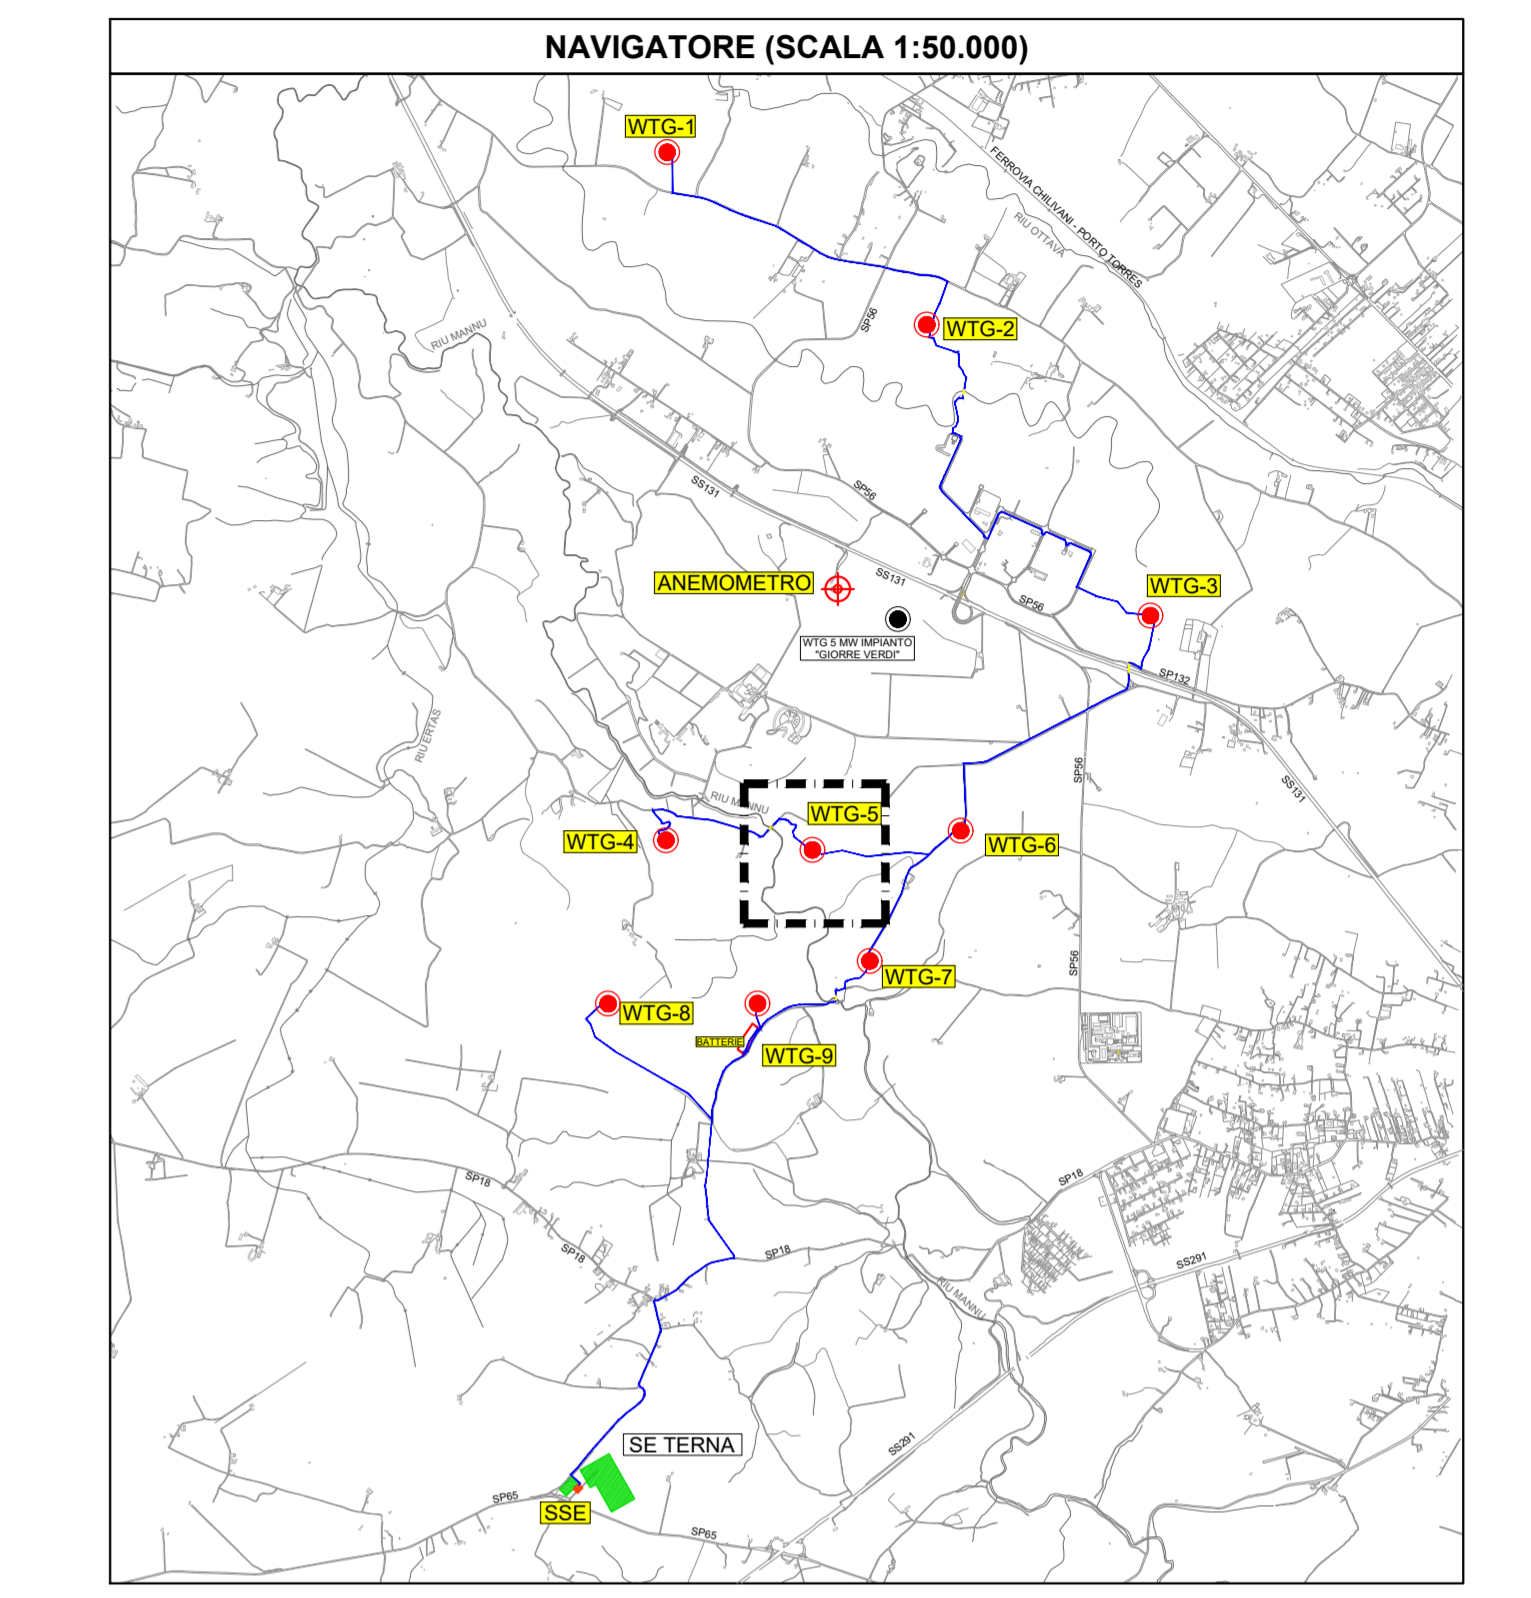 NAVIGATORE (SCALA 1:50.000)
WTG-1
FERROVIA CHILIVANI - PORTO TORRES
RIU OTTAVA
SP56
WTG-2
RIU MANNU
SS131
SP56
ANEMOMETRO
SS131
WTG-3
SP56
WTG 5 MW IMPIANTO
"GIORRE VERDI"
SP132
RIU ERTAS
SP56
SS131
RIU MANNU
WTG-5
WTG-4
WTG-6
SP56
WTG-7
WTG-8
BATTERIE
WTG-9
SP18
SP18
SP18
SP18
SS291
RIU MANNU
SE TERNA
SS291
SP65
SSE
SP65